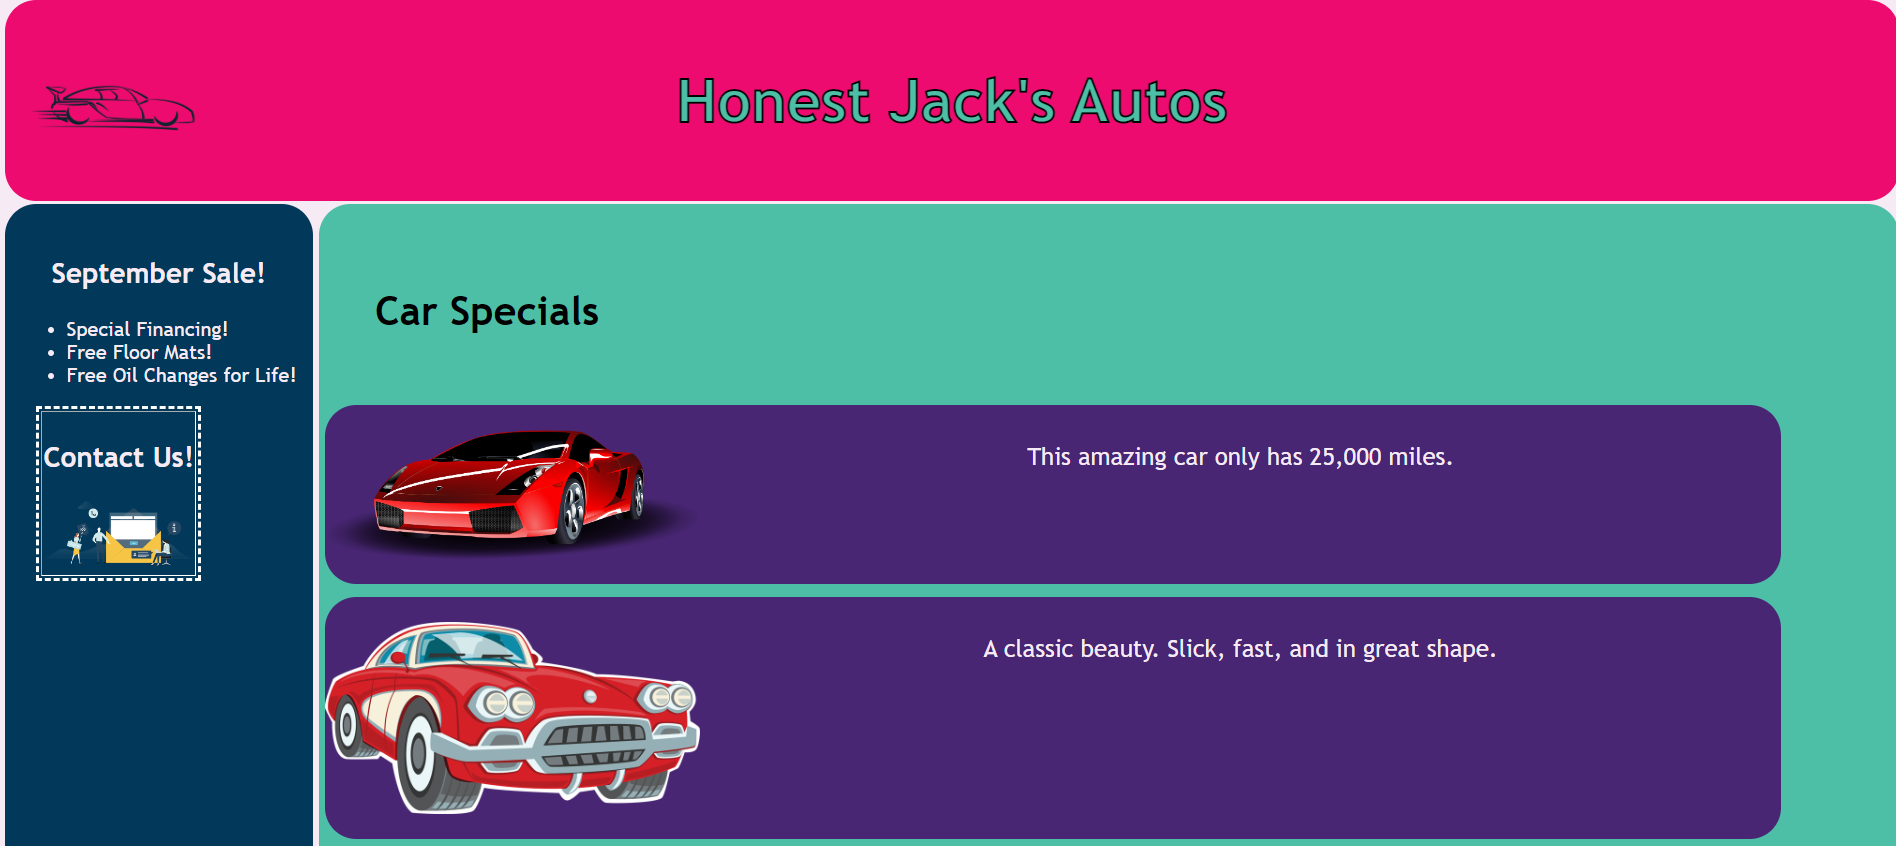 Honest Jack's Autos
September Sale!
Special Financing!
Free Floor Mats!
Free Oil Changes for Life!
Contact Us!
Car Specials
This amazing car only has 25,000 miles.
A classic beauty. Slick, fast, and in great shape.